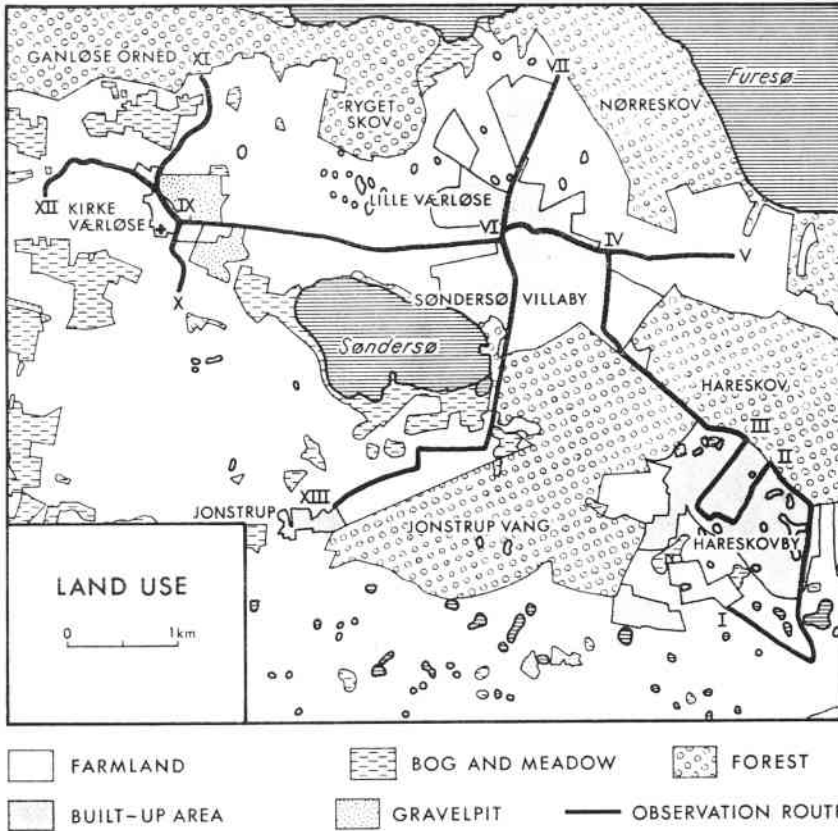 GANLØSE ORNED
XI
VII
Furesø
RYGET
SKOV
NØRRESKOV
XII
KIRKE
VÆRLØSE
IX
LILLE VÆRLØSE
VI
IV
V
X
SØNDERSØ VILLABY
Søndersø
HARESKOV
III
II
XIII
JONSTRUP
JONSTRUP VANG
HARESKOVBY
I
LAND USE
0 1km
FARMLAND
BOG AND MEADOW
FOREST
BUILT-UP AREA
GRAVELPIT
OBSERVATION ROUTE